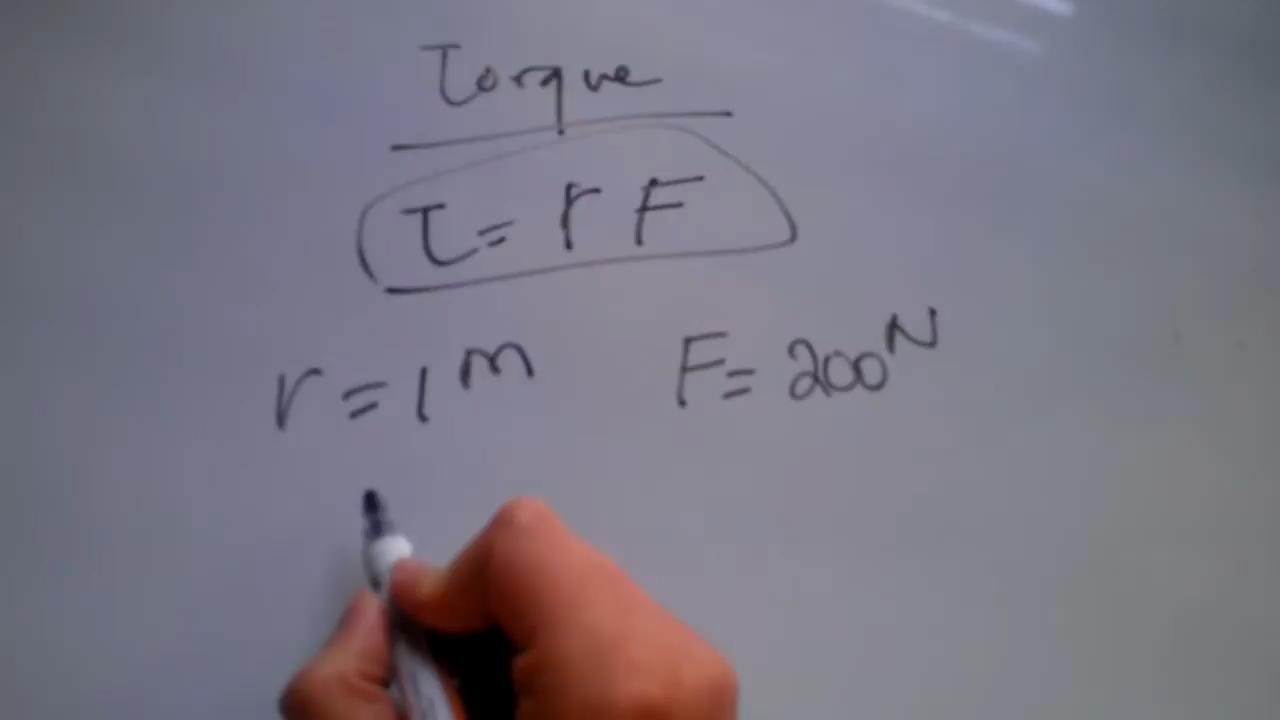 Torque
τ = r F
r = 1 m F = 200 N